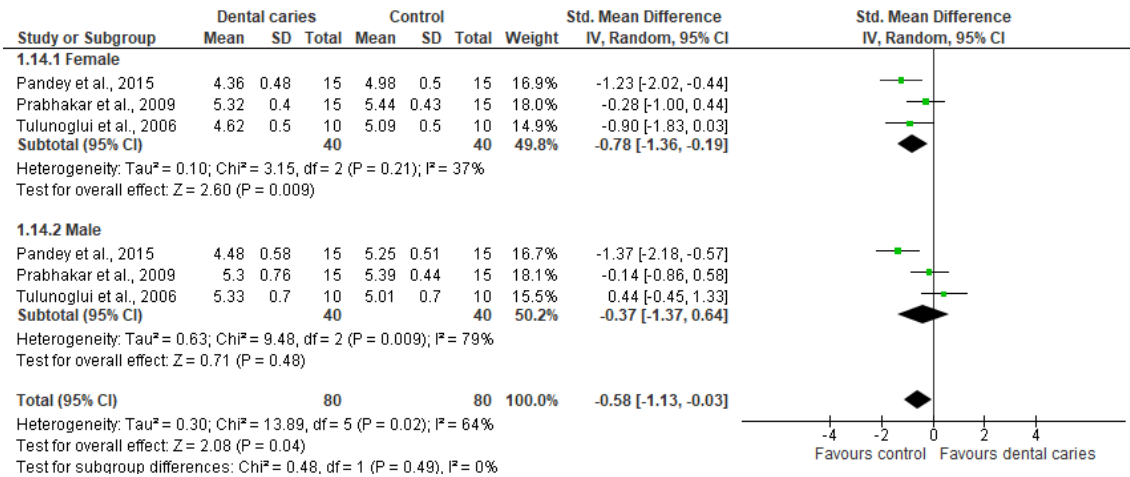 Dental caries Control Std. Mean Difference Std. Mean Difference
Study or Subgroup Mean SD Total Mean SD Total Weight IV, Random, 95% CI IV, Random, 95% CI
1.14.1 Female
Pandey et al., 2015 4.36 0.48 15 4.98 0.5 15 16.9% -1.23 [-2.02, -0.44]
Prabhakar et al., 2009 5.32 0.4 15 5.44 0.43 15 18.0% -0.28 [-1.00, 0.44]
Tulunoglui et al., 2006 4.62 0.5 10 5.09 0.5 10 14.9% -0.90 [-1.83, 0.03]
Subtotal (95% CI) 40 40 49.8% -0.78 [-1.36, -0.19]
Heterogeneity: Tau² = 0.10; Chi² = 3.15, df = 2 (P = 0.21); I² = 37%
Test for overall effect: Z = 2.60 (P = 0.009)
1.14.2 Male
Pandey et al., 2015 4.48 0.58 15 5.25 0.51 15 16.7% -1.37 [-2.18, -0.57]
Prabhakar et al., 2009 5.3 0.76 15 5.39 0.44 15 18.1% -0.14 [-0.86, 0.58]
Tulunoglui et al., 2006 5.33 0.7 10 5.01 0.7 10 15.5% 0.44 [-0.45, 1.33]
Subtotal (95% CI) 40 40 50.2% -0.37 [-1.37, 0.64]
Heterogeneity: Tau² = 0.63; Chi² = 9.48, df = 2 (P = 0.009); I² = 79%
Test for overall effect: Z = 0.71 (P = 0.48)
Total (95% CI) 80 80 100.0% -0.58 [-1.13, -0.03]
Heterogeneity: Tau² = 0.30; Chi² = 13.89, df = 5 (P = 0.02); I² = 64%
Test for overall effect: Z = 2.08 (P = 0.04)
Test for subgroup differences: Chi² = 0.48, df = 1 (P = 0.49), I² = 0%
-4 -2 0 2 4
Favours control Favours dental caries